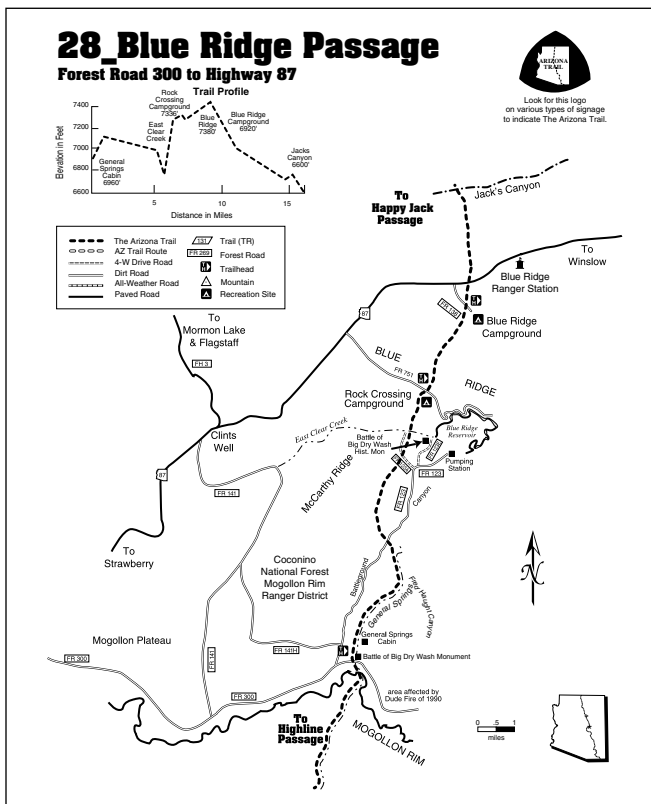 28_Blue Ridge Passage
Forest Road 300 to Highway 87
ARIZONA
TRAIL
Look for this logo
on various types of signage
to indicate The Arizona Trail.
Trail Profile
Elevation in Feet
7400
7200
7000
6800
6600
General
Springs
Cabin
6960'
East
Clear
Creek
Rock
Crossing
Campground
7336'
Blue
Ridge
7380'
Blue Ridge
Campground
6920'
Jacks
Canyon
6600'
5
10
15
Distance in Miles
The Arizona Trail
AZ Trail Route
4-W Drive Road
Dirt Road
All-Weather Road
Paved Road
131 Trail (TR)
FR 269 Forest Road
Trailhead
Mountain
Recreation Site
To
Happy Jack
Passage
Jack's Canyon
To
Winslow
Blue Ridge
Ranger Station
FR 138
Blue Ridge
Campground
To
Mormon Lake
& Flagstaff
FH 3
87
BLUE
RIDGE
FR 751
Rock Crossing
Campground
East Clear Creek
Blue Ridge
Reservoir
Battle of
Big Dry Wash
Hist. Mon
Pumping
Station
FR 123
FR 123
Clints
Well
87
FR 141
McCarthy Ridge
Battleground
Canyon
To
Strawberry
Coconino
National Forest
Mogollon Rim
Ranger District
General Springs
Fred Haught Canyon
N
General Springs
Cabin
Mogollon Plateau
FR 300
FR 141
FR 141H
Battle of Big Dry Wash Monument
FR 300
area affected by
Dude Fire of 1990
To
Highline
Passage
MOGOLLON RIM
0 .5 1
miles